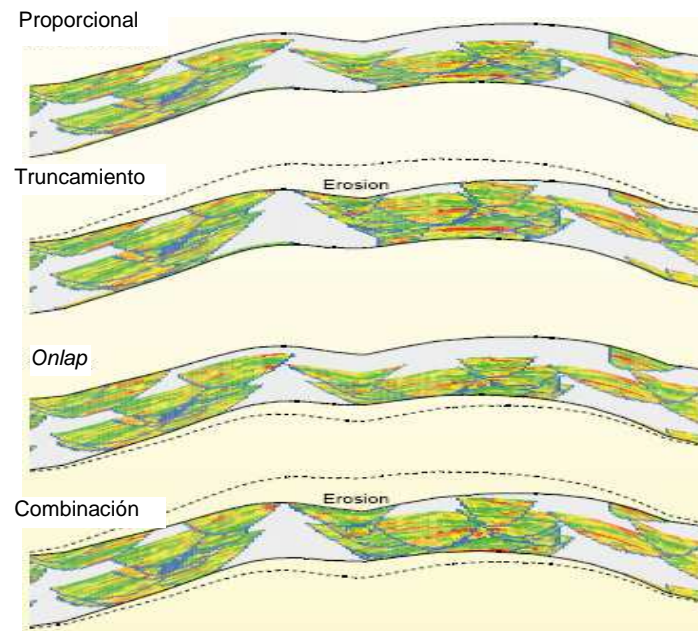 Proporcional
Truncamiento
Erosion
Onlap
Erosion
Combinación